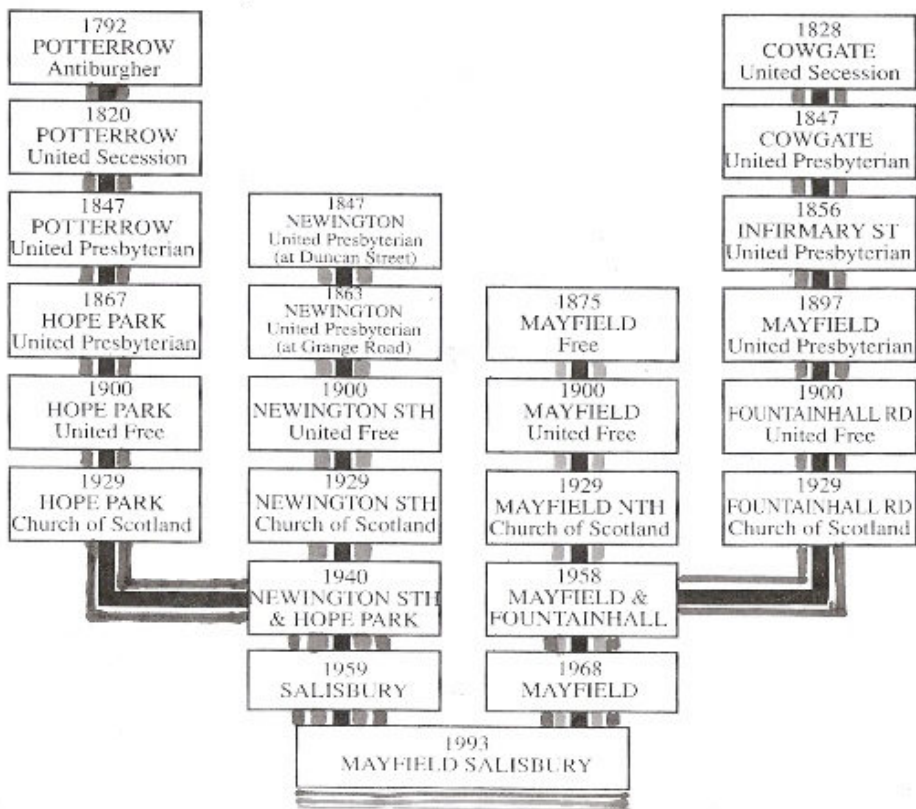 1792
POTTERROW
Antiburgher
1820
POTTERROW
United Secession
1847
POTTERROW
United Presbyterian
1867
HOPE PARK
United Presbyterian
1900
HOPE PARK
United Free
1929
HOPE PARK
Church of Scotland
1847
NEWINGTON
United Presbyterian
(at Duncan Street)
1863
NEWINGTON
United Presbyterian
(at Grange Road)
1900
NEWINGTON STH
United Free
1929
NEWINGTON STH
Church of Scotland
1940
NEWINGTON STH
& HOPE PARK
1959
SALISBURY
1875
MAYFIELD
Free
1900
MAYFIELD
United Free
1929
MAYFIELD NTH
Church of Scotland
1958
MAYFIELD &
FOUNTAINHALL
1968
MAYFIELD
1828
COWGATE
United Secession
1847
COWGATE
United Presbyterian
1856
INFIRMARY ST
United Presbyterian
1897
MAYFIELD
United Presbyterian
1900
FOUNTAINHALL RD
United Free
1929
FOUNTAINHALL RD
Church of Scotland
1993
MAYFIELD SALISBURY